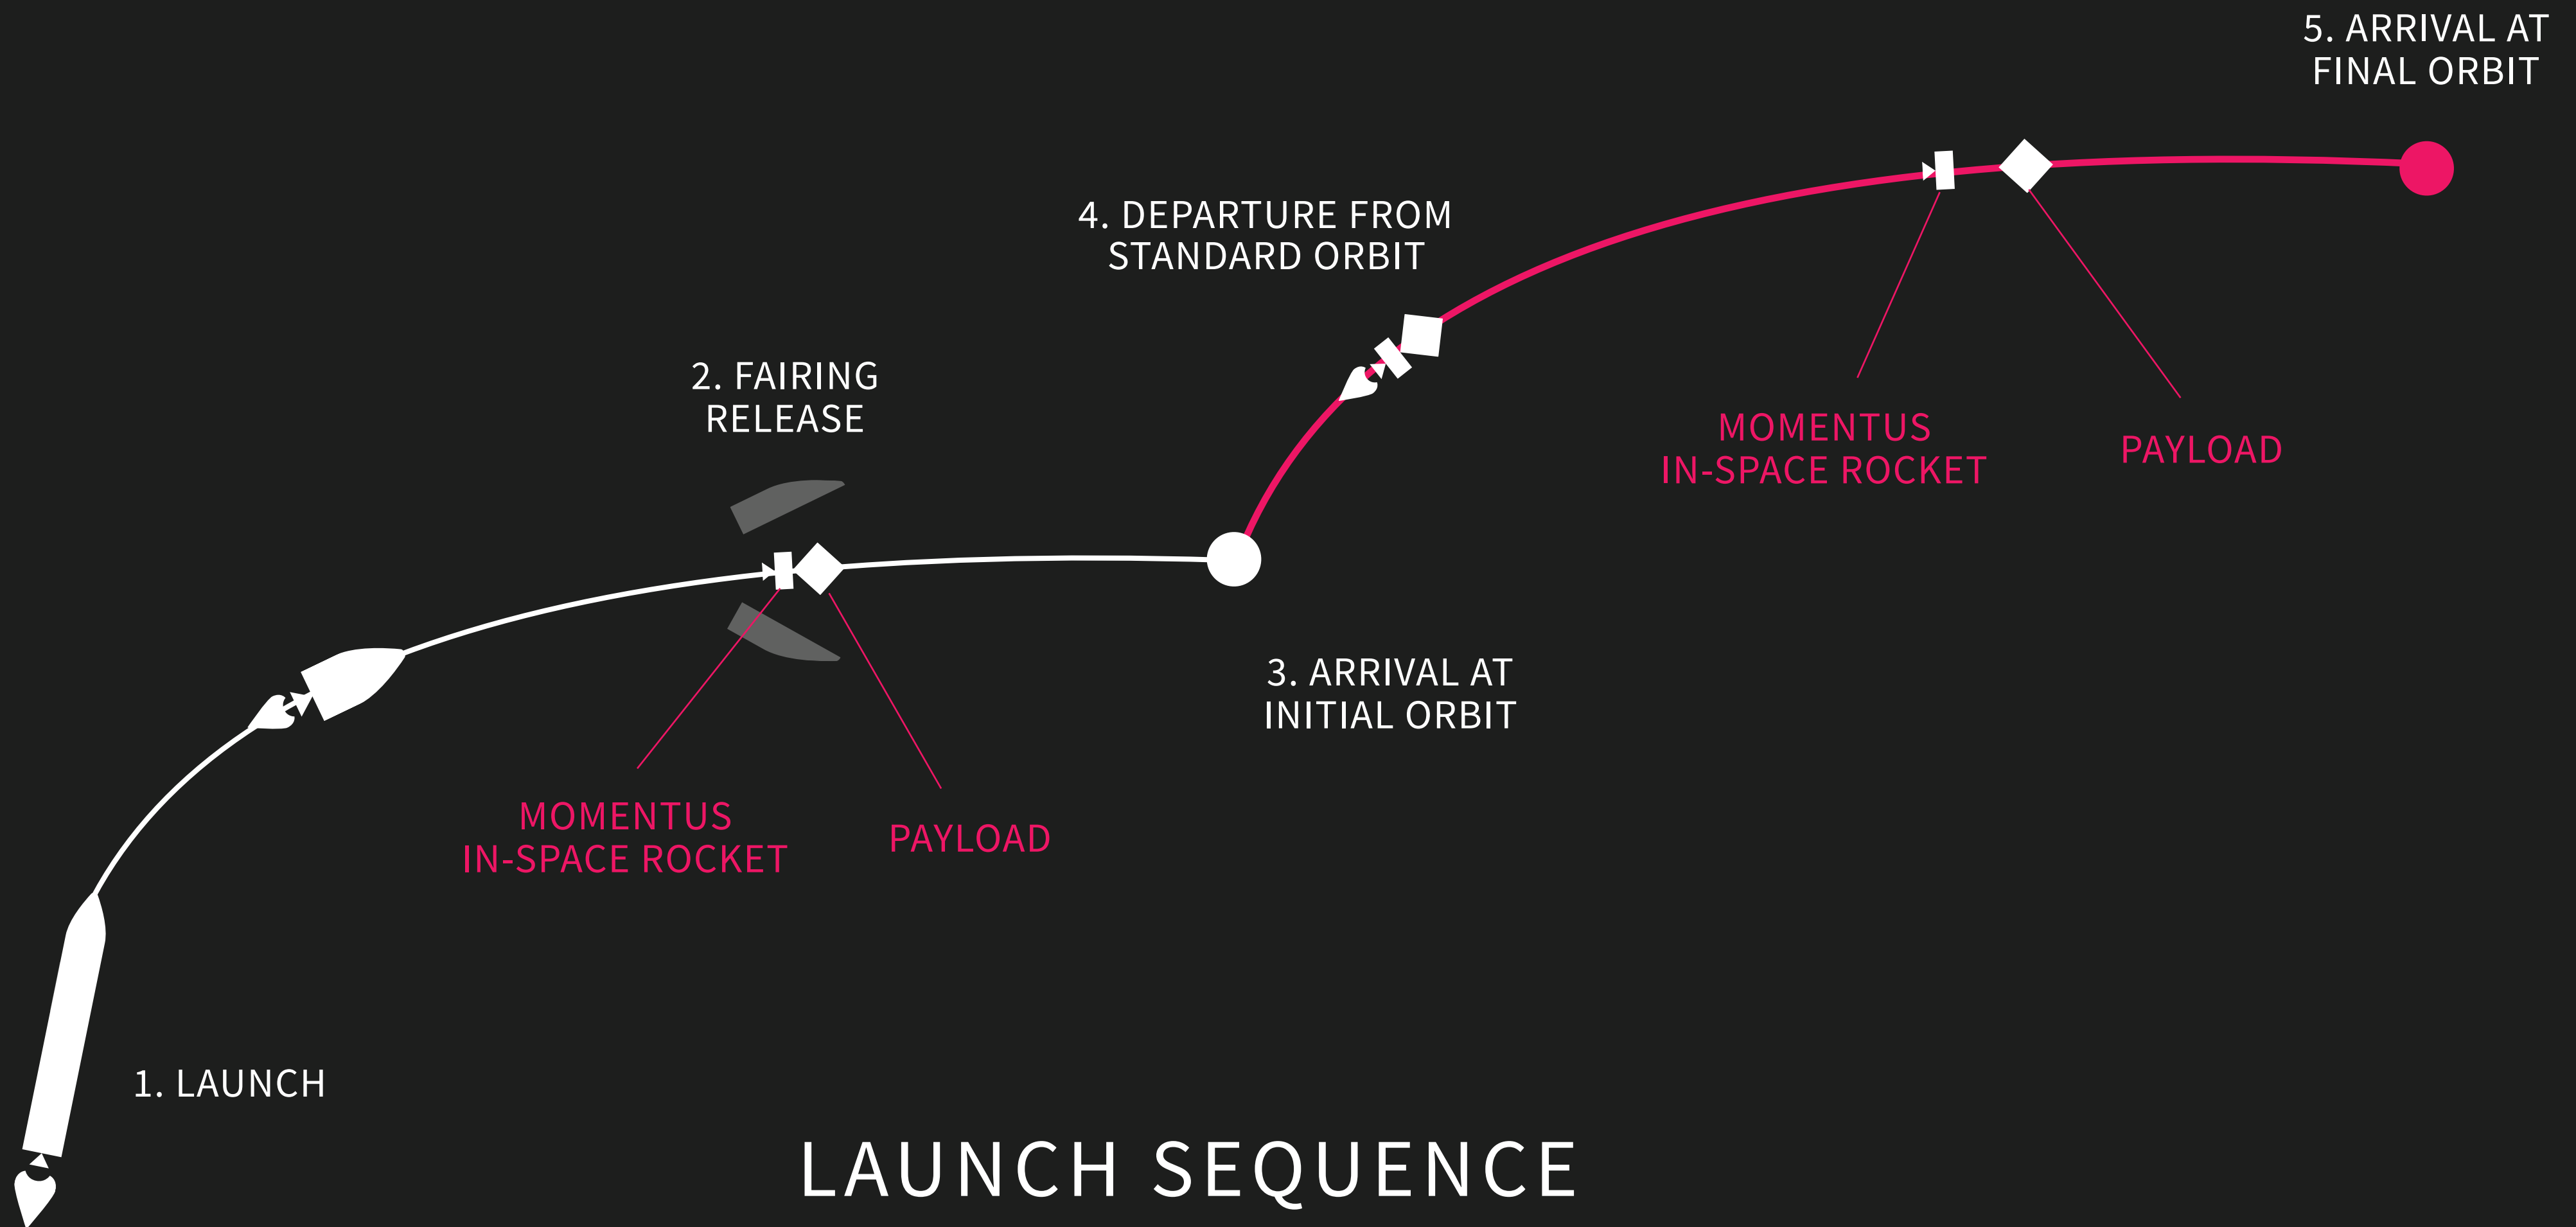 5. ARRIVAL AT
FINAL ORBIT
4. DEPARTURE FROM
STANDARD ORBIT
2. FAIRING
RELEASE
MOMENTUS
IN-SPACE ROCKET
PAYLOAD
3. ARRIVAL AT
INITIAL ORBIT
MOMENTUS
IN-SPACE ROCKET
PAYLOAD
1. LAUNCH
LAUNCH SEQUENCE